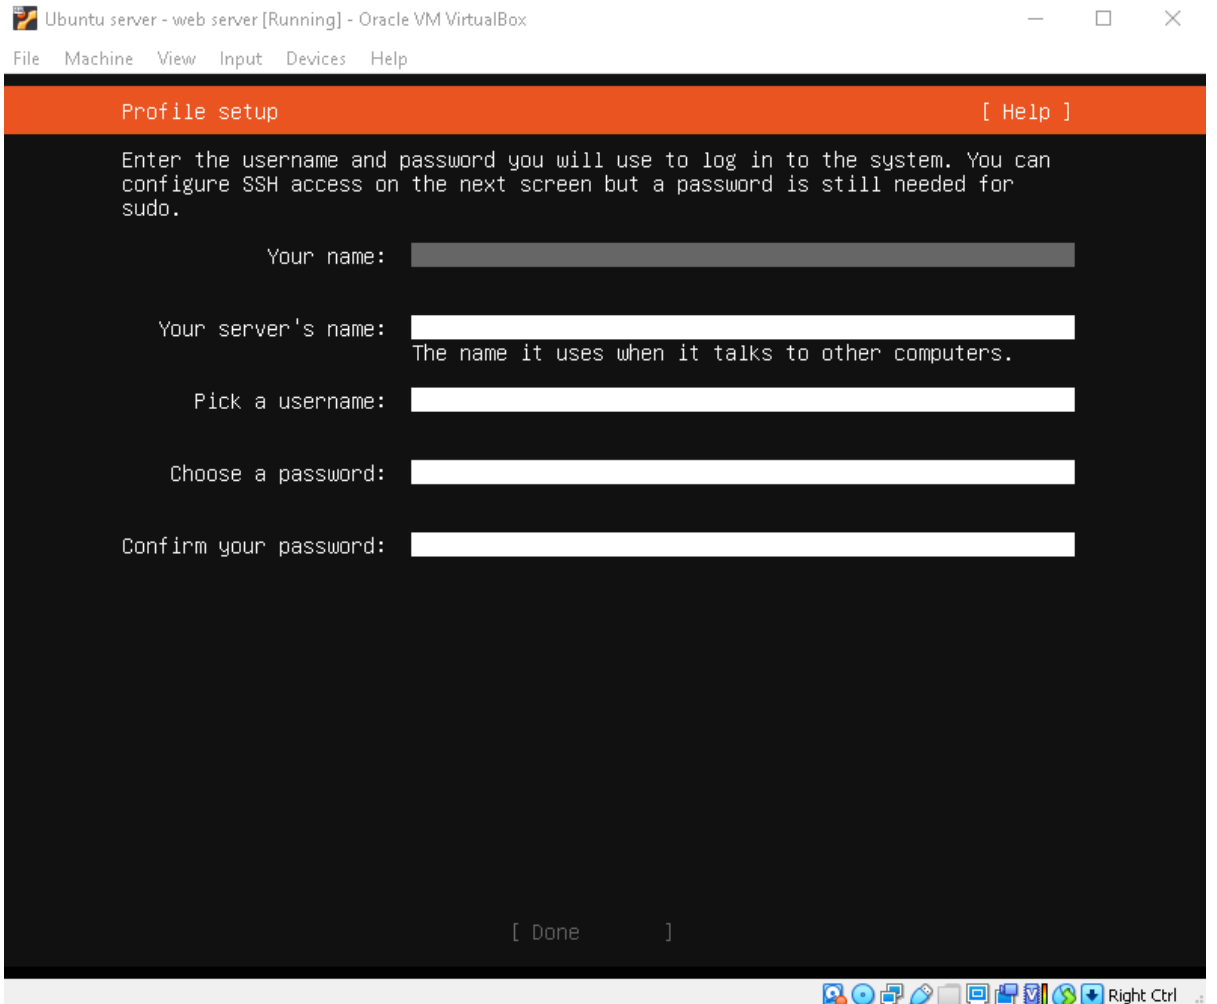 Ubuntu server - web server [Running] - Oracle VM VirtualBox
File Machine View Input Devices Help
Profile setup [ Help ]
Enter the username and password you will use to log in to the system. You can
configure SSH access on the next screen but a password is still needed for
sudo.
Your name:
Your server's name:
The name it uses when it talks to other computers.
Pick a username:
Choose a password:
Confirm your password:
[ Done ]
Right Ctrl